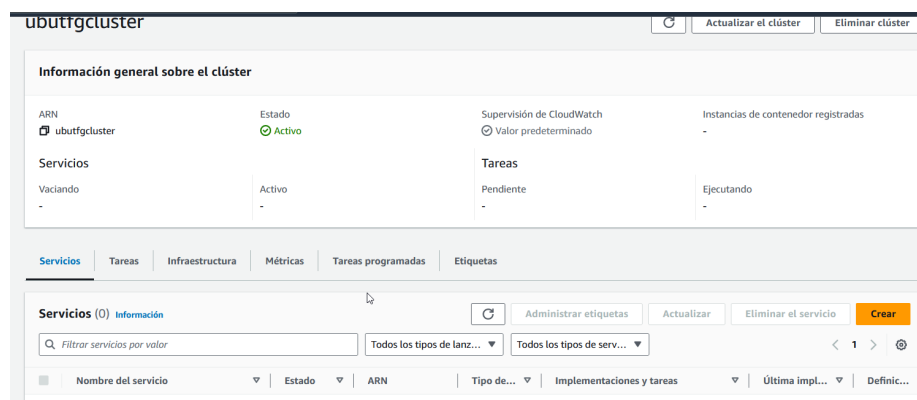 ubutfgcluster
Actualizar el clúster
Eliminar clúster
Información general sobre el clúster
ARN
Estado
Supervisión de CloudWatch
Instancias de contenedor registradas
ubutfgcluster
Activo
Valor predeterminado
-
Servicios
Tareas
Vaciando
Activo
Pendiente
Ejecutando
-
-
-
-
Servicios
Tareas
Infraestructura
Métricas
Tareas programadas
Etiquetas
Servicios (0) Información
Administrar etiquetas
Actualizar
Eliminar el servicio
Crear
Filtrar servicios por valor
Todos los tipos de lanz...
Todos los tipos de serv...
1
Nombre del servicio
Estado
ARN
Tipo de...
Implementaciones y tareas
Última impl...
Definic...